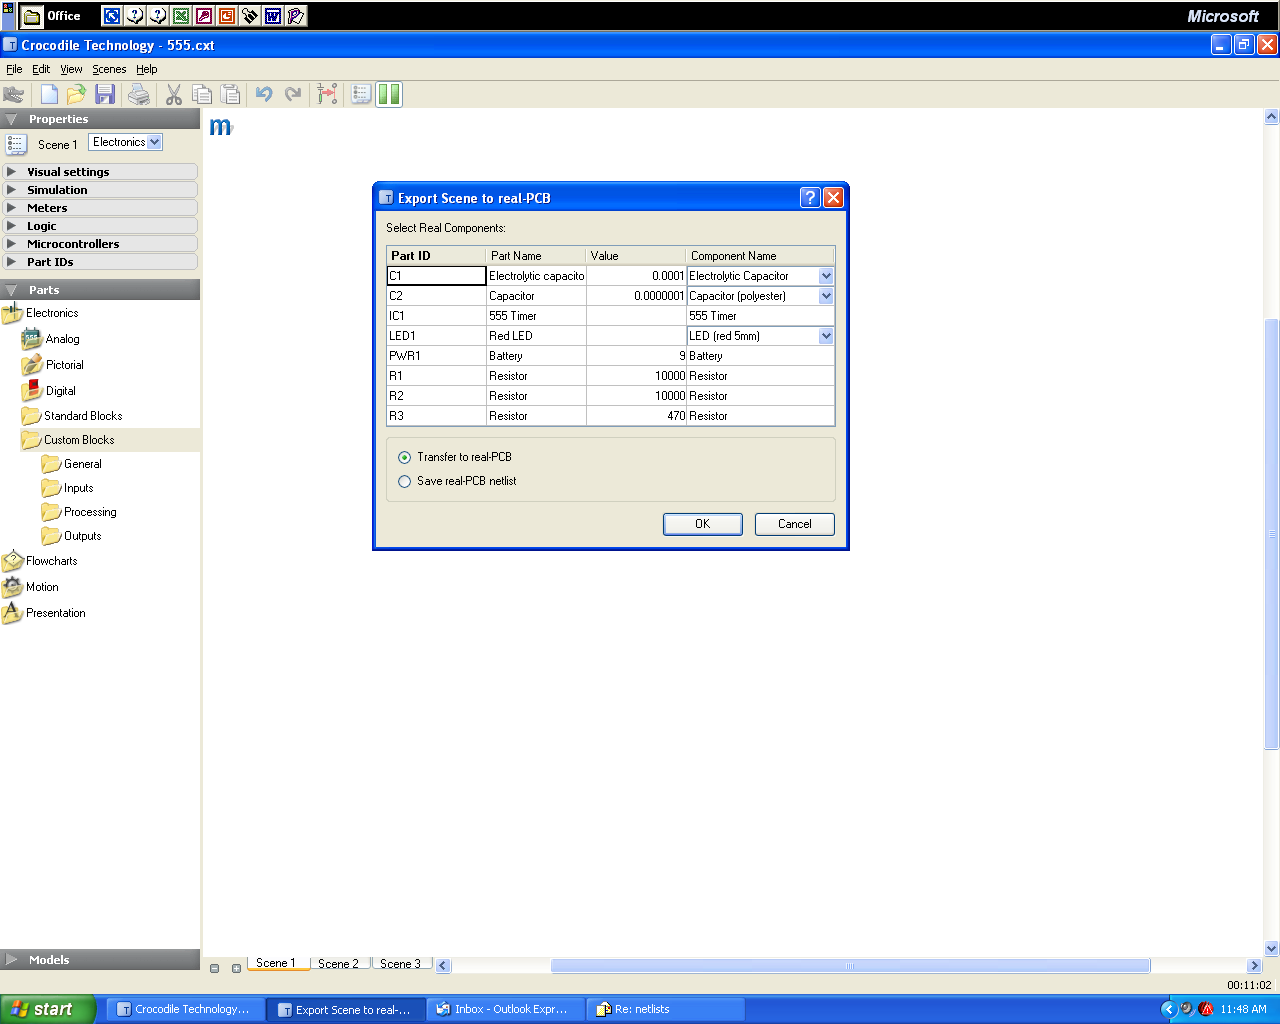 Office
Microsoft
Crocodile Technology - 555.cxt
File Edit View Scenes Help
Properties
Scene 1 Electronics
Visual settings
Simulation
Meters
Logic
Microcontrollers
Part IDs
Parts
Electronics
Analog
Pictorial
Digital
Standard Blocks
Custom Blocks
General
Inputs
Processing
Outputs
Flowcharts
Motion
Presentation
Models
m
Export Scene to real-PCB
Select Real Components:
Part ID Part Name Value Component Name
C1 Electrolytic capacito 0.0001 Electrolytic Capacitor
C2 Capacitor 0.0000001 Capacitor (polyester)
IC1 555 Timer 555 Timer
LED1 Red LED LED (red 5mm)
PWR1 Battery 9 Battery
R1 Resistor 10000 Resistor
R2 Resistor 10000 Resistor
R3 Resistor 470 Resistor
Transfer to real-PCB
Save real-PCB netlist
OK Cancel
Scene 1 Scene 2 Scene 3
00:11:02
start Crocodile Technology... Export Scene to real-... Inbox - Outlook Expr... Re: netlists 11:48 AM